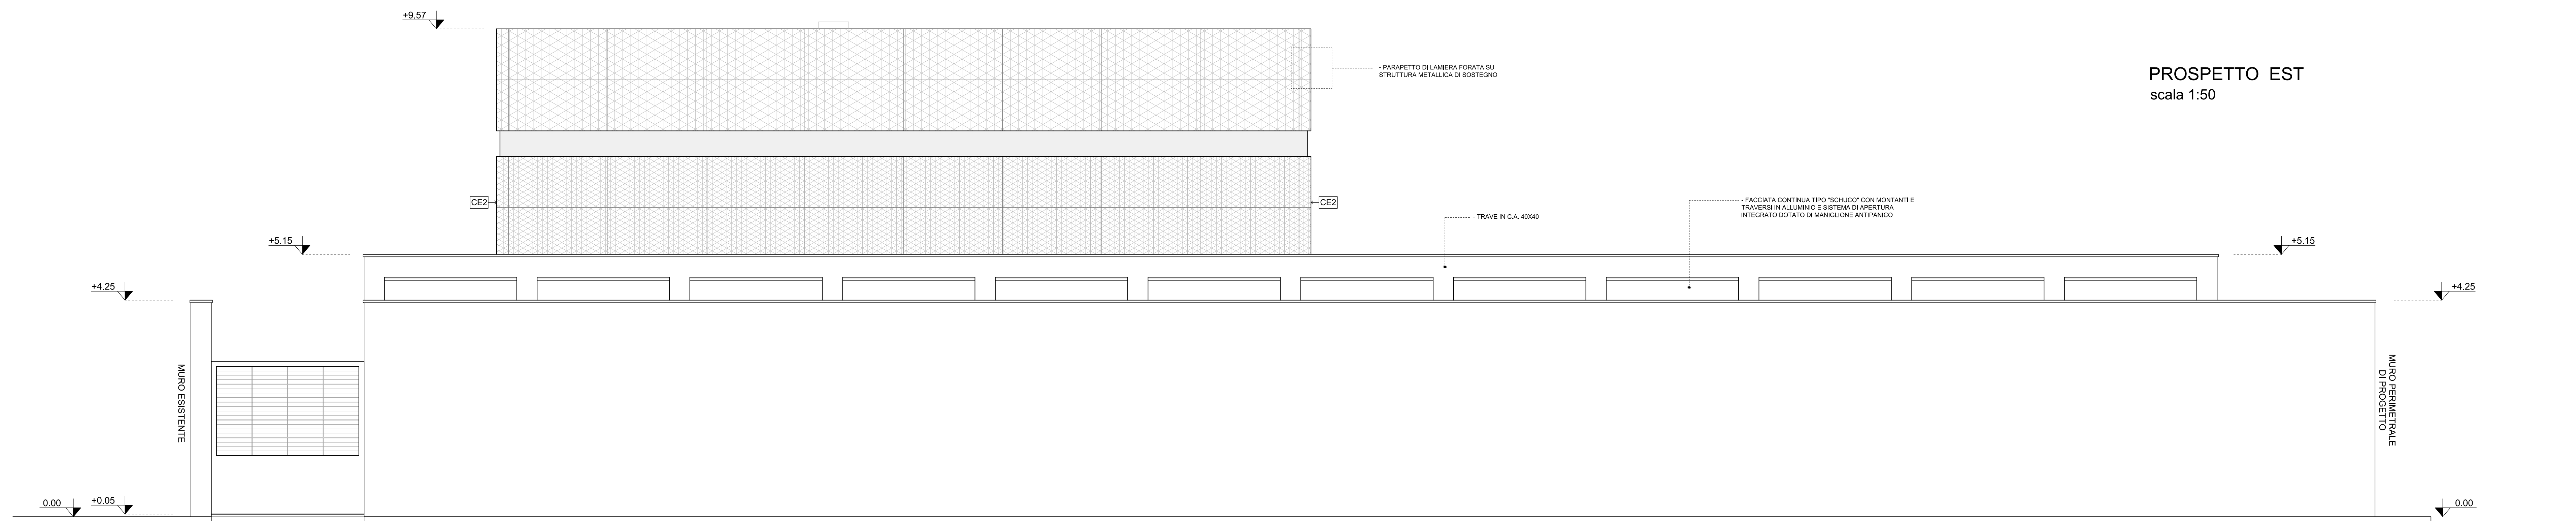 +9.57
- PARAPETTO DI LAMIERA FORATA SU
STRUTTURA METALLICA DI SOSTEGNO
PROSPETTO EST
scala 1:50
CE2
CE2
- FACCIATA CONTINUA TIPO "SCHUCO" CON MONTANTI E
TRAVERSI IN ALLUMINIO E SISTEMA DI APERTURA
INTEGRATO DOTATO DI MANIGLIONE ANTIPANICO
- TRAVE IN C.A. 40X40
+5.15
+5.15
+4.25
+4.25
MURO ESISTENTE
MURO PERIMETRALE
DI PROGETTO
0.00
+0.05
0.00